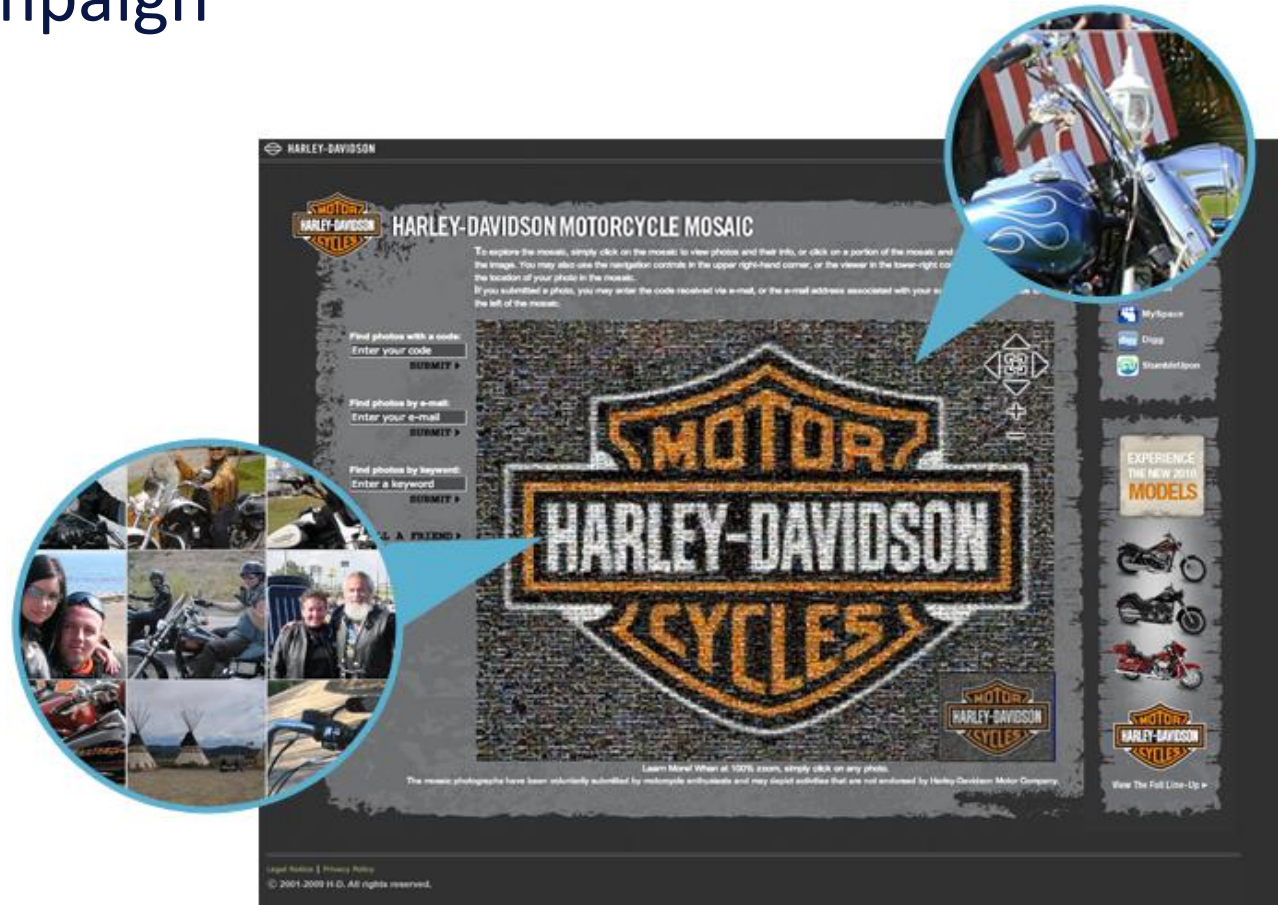 HARLEY-DAVIDSON
MOTOR
HARLEY-DAVIDSON
CYCLES
HARLEY-DAVIDSON MOTORCYCLE MOSAIC
To explore the mosaic, simply click on the mosaic to view photos and their info, or click on a portion of the mosaic and
the image. You may also use the navigation controls in the upper right-hand corner, or the viewer in the lower-right
the location of your photo in the mosaic.
If you submitted a photo, you may enter the code received via e-mail, or the e-mail address associated with your
the left of the mosaic.
Find photos with a code:
Enter your code
SUBMIT
Find photos by e-mail:
Enter your e-mail
SUBMIT
Find photos by keyword:
Enter a keyword
SUBMIT
A FRIEND
MOTOR
HARLEY-DAVIDSON
CYCLES
MOTOR
HARLEY-DAVIDSON
CYCLES
Learn More! When at 100% zoom, simply click on any photo.
The mosaic photographs have been voluntarily submitted by motorcycle enthusiasts and may depict activities that are not endorsed by Harley-Davidson Motor Company.
MySpace
Digg
StumbleUpon
EXPERIENCE
THE NEW 2010
MODELS
MOTOR
HARLEY-DAVIDSON
CYCLES
View The Full Line-Up
Legal Notice | Privacy Policy
© 2001-2009 H-D. All rights reserved.